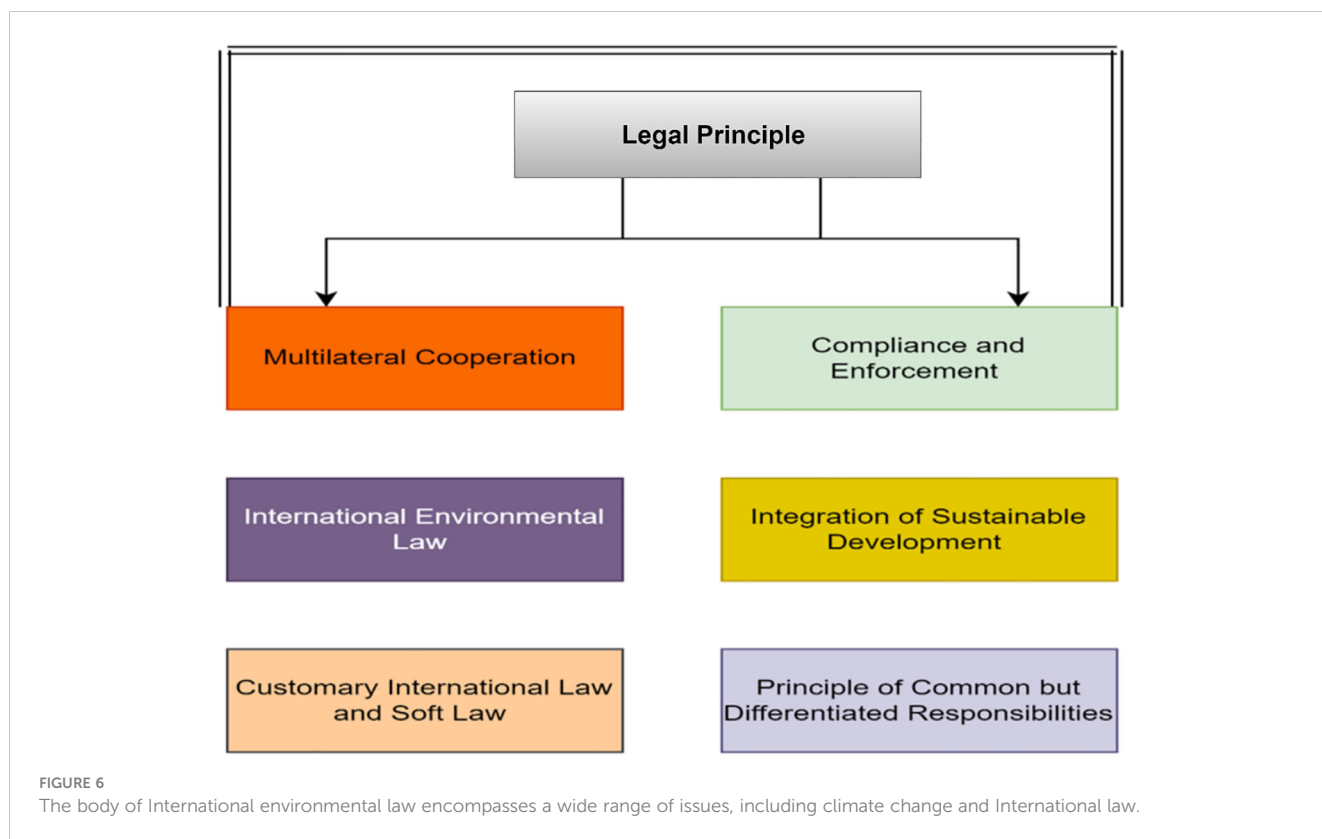 Legal Principle
Multilateral Cooperation
Compliance and
Enforcement
International Environmental
Law
Integration of Sustainable
Development
Customary International Law
and Soft Law
Principle of Common but
Differentiated Responsibilities
FIGURE 6
The body of International environmental law encompasses a wide range of issues, including climate change and International law.